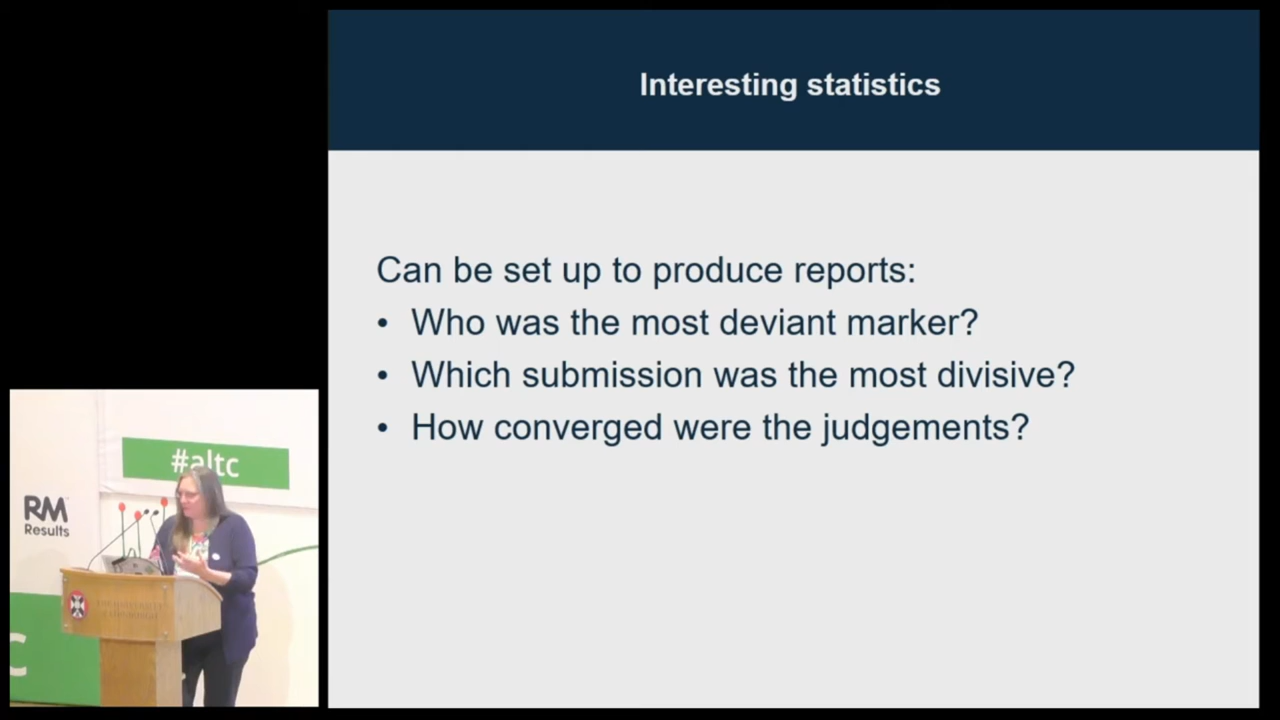 Interesting statistics
Can be set up to produce reports:
• Who was the most deviant marker?
• Which submission was the most divisive?
• How converged were the judgements?
#altc
RM
Results